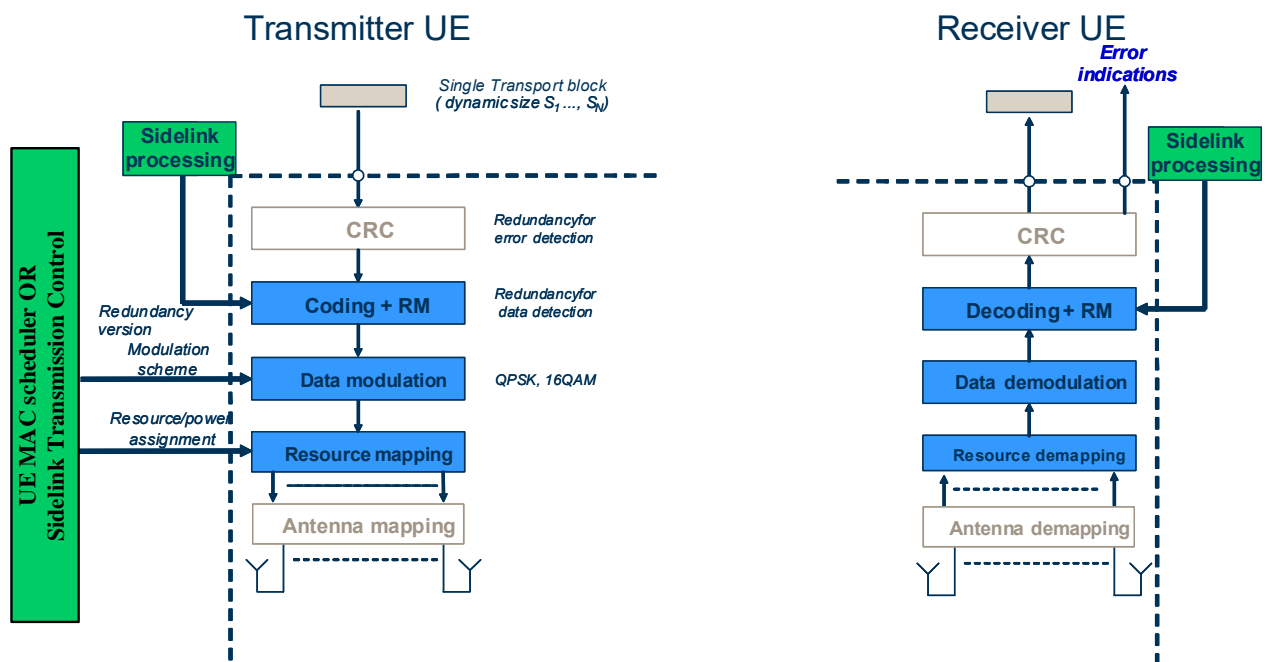 Transmitter UE
Receiver UE
Error
indications
Single Transport block
( dynamic size S1 ..., SN)
Sidelink
processing
Sidelink
processing
UE MAC scheduler OR
Sidelink Transmission Control
CRC
Redundancyfor
error detection
CRC
Coding + RM
Redundancyfor
data detection
Decoding + RM
Redundancy
version
Modulation
scheme
Data modulation
QPSK, 16QAM
Data demodulation
Resource/power
assignment
Resource mapping
Resource demapping
Antenna mapping
Antenna demapping